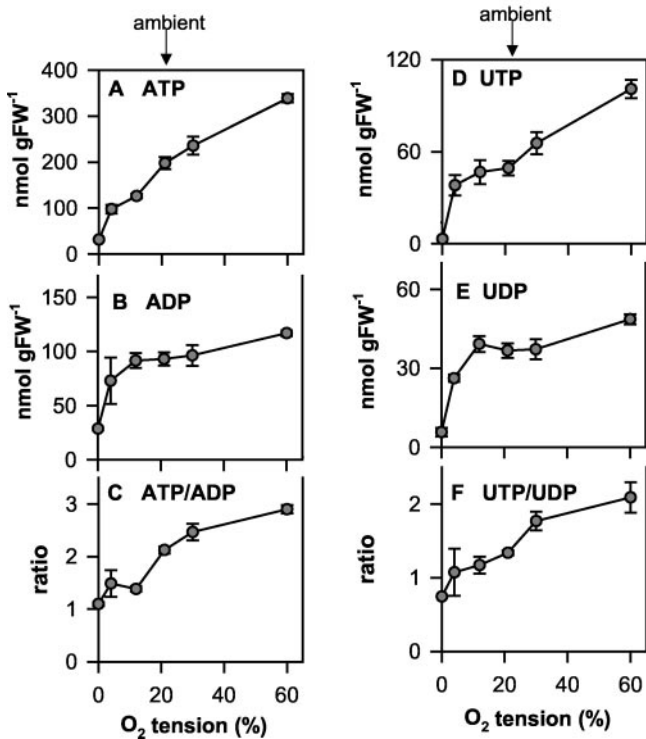 ambient
ambient
A ATP
400
300
200
100
0
nmol gFW⁻¹
D UTP
120
60
0
nmol gFW⁻¹
B ADP
150
100
50
0
nmol gFW⁻¹
E UDP
60
30
0
nmol gFW⁻¹
C ATP/ADP
3
2
1
0
ratio
0 20 40 60
O₂ tension (%)
F UTP/UDP
2
1
0
ratio
0 20 40 60
O₂ tension (%)